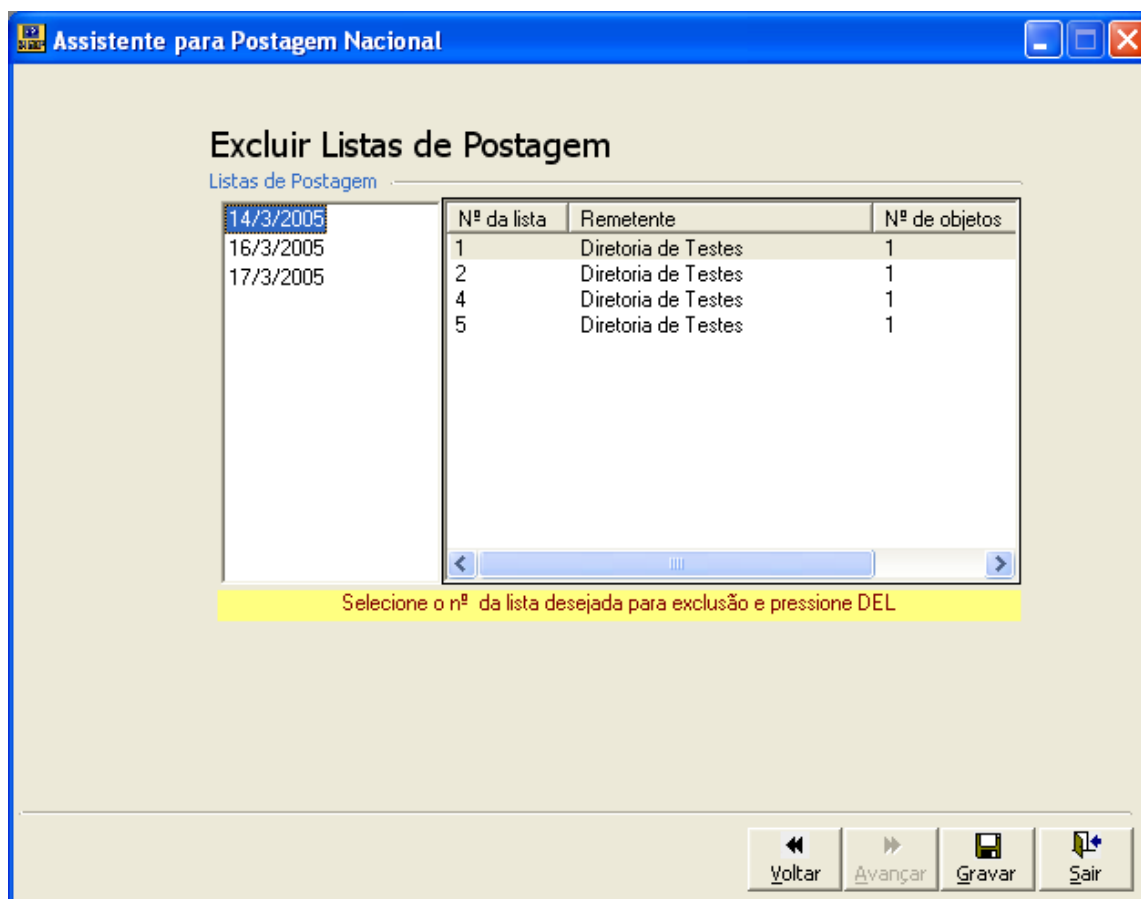 Assistente para Postagem Nacional
Excluir Listas de Postagem
Listas de Postagem
14/3/2005
16/3/2005
17/3/2005
Nº da lista Remetente Nº de objetos
1 Diretoria de Testes 1
2 Diretoria de Testes 1
4 Diretoria de Testes 1
5 Diretoria de Testes 1
Selecione o nº da lista desejada para exclusão e pressione DEL
Voltar Avançar Gravar Sair